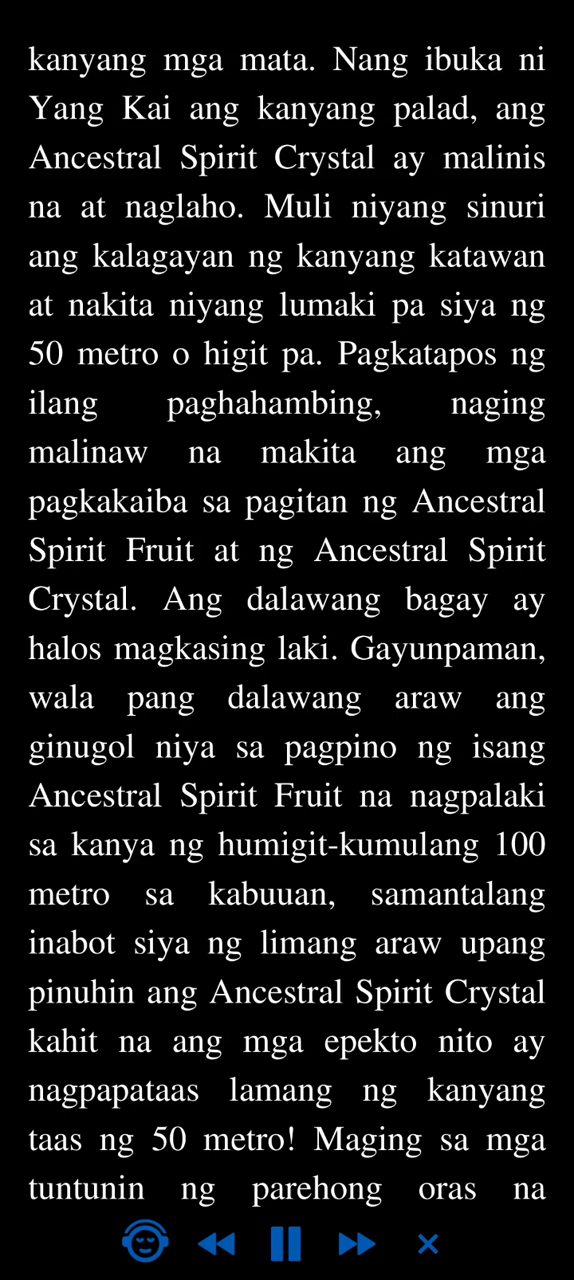 kanyang mga mata. Nang ibuka ni
Yang Kai ang kanyang palad, ang
Ancestral Spirit Crystal ay malinis
na at naglaho. Muli niyang sinuri
ang kalagayan ng kanyang katawan
at nakita niyang lumaki pa siya ng
50 metro o higit pa. Pagkatapos ng
ilang paghahambing, naging
malinaw na makita ang mga
pagkakaiba sa pagitan ng Ancestral
Spirit Fruit at ng Ancestral Spirit
Crystal. Ang dalawang bagay ay
halos magkasing laki. Gayunpaman,
wala pang dalawang araw ang
ginugol niya sa pagpino ng isang
Ancestral Spirit Fruit na nagpalaki
sa kanya ng humigit-kumulang 100
metro sa kabuuan, samantalang
inabot siya ng limang araw upang
pinuhin ang Ancestral Spirit Crystal
kahit na ang mga epekto nito ay
nagpapataas lamang ng kanyang
taas ng 50 metro! Maging sa mga
tuntunin ng parehong oras na